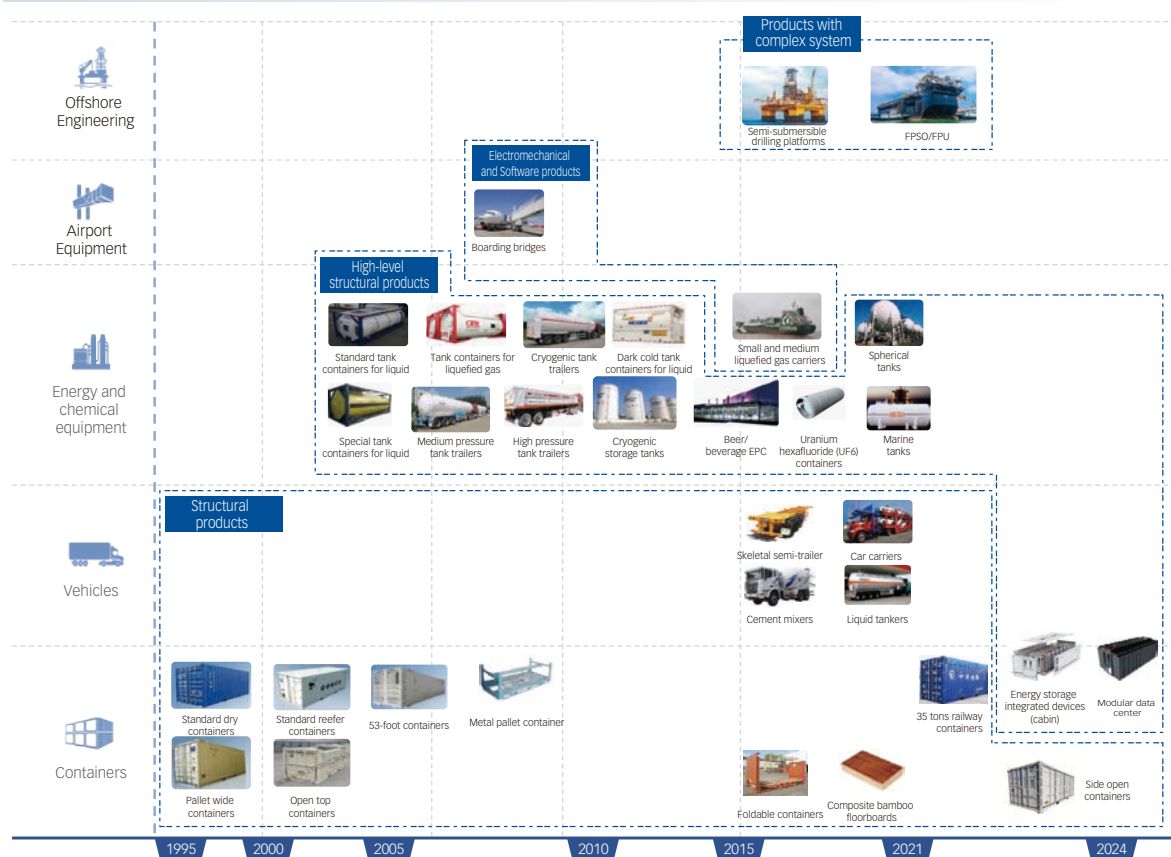 Products with
complex system
Offshore
Engineering
Semi-submersible
drilling platforms
FPSO/FPU
Electromechanical
and Software products
Airport
Equipment
Boarding bridges
High-level
structural products
Energy and
chemical
equipment
Standard tank
containers for liquid
Tank containers for
liquefied gas
Cryogenic tank
trailers
Dark cold tank
containers for liquid
Small and medium
liquefied gas carriers
Spherical
tanks
Special tank
containers for liquid
Medium pressure
tank trailers
High pressure
tank trailers
Cryogenic
storage tanks
Beer/
beverage EPC
Uranium
hexafluoride (UF6)
containers
Marine
tanks
Structural
products
Vehicles
Skeletal semi-trailer
Car carriers
Cement mixers
Liquid tankers
Containers
Standard dry
containers
Standard reefer
containers
53-foot containers
Metal pallet container
35 tons railway
containers
Energy storage
integrated devices
(cabin)
Modular data
center
Pallet wide
containers
Open top
containers
Foldable containers
Composite bamboo
floorboards
Side open
containers
1995
2000
2005
2010
2015
2021
2024